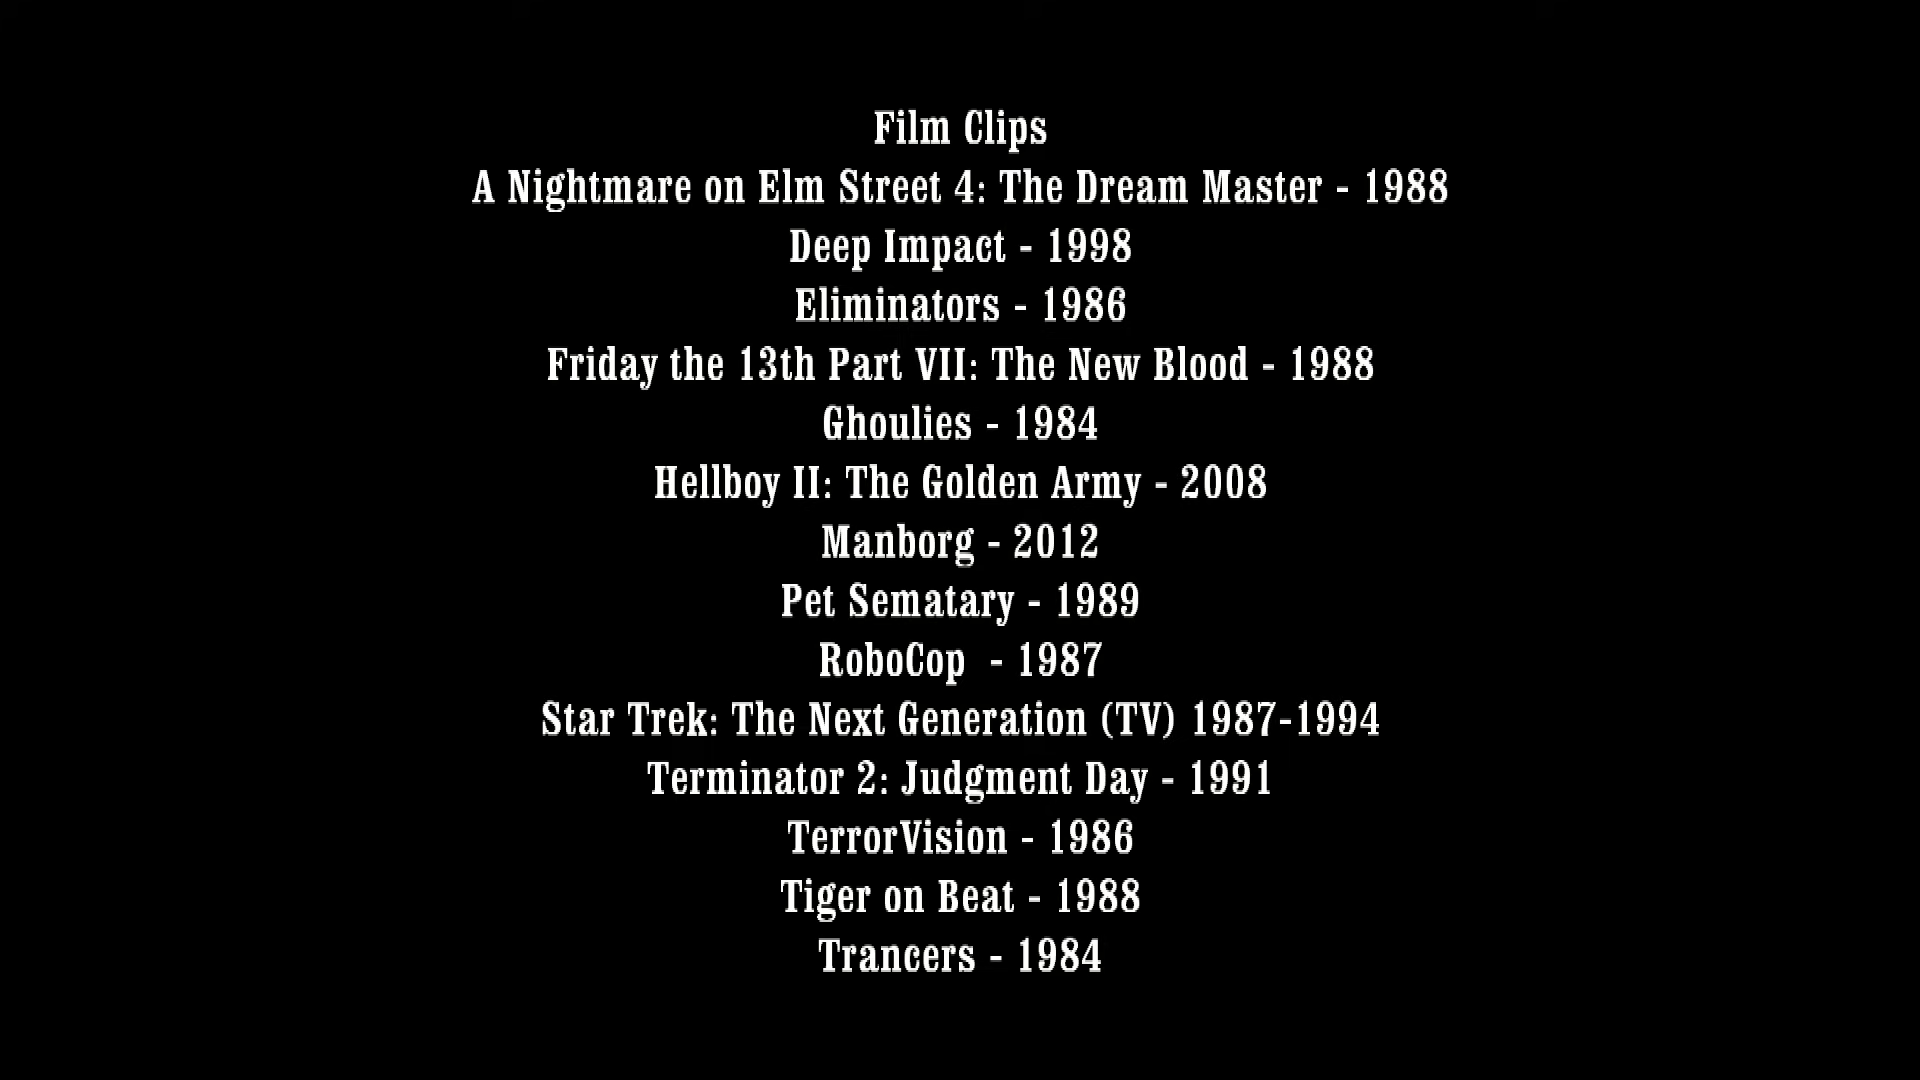 Film Clips
A Nightmare on Elm Street 4: The Dream Master - 1988
Deep Impact - 1998
Eliminators - 1986
Friday the 13th Part VII: The New Blood - 1988
Ghoulies - 1984
Hellboy II: The Golden Army - 2008
Manborg - 2012
Pet Sematary - 1989
RoboCop  - 1987
Star Trek: The Next Generation (TV) 1987-1994
Terminator 2: Judgment Day - 1991
TerrorVision - 1986
Tiger on Beat - 1988
Trancers - 1984